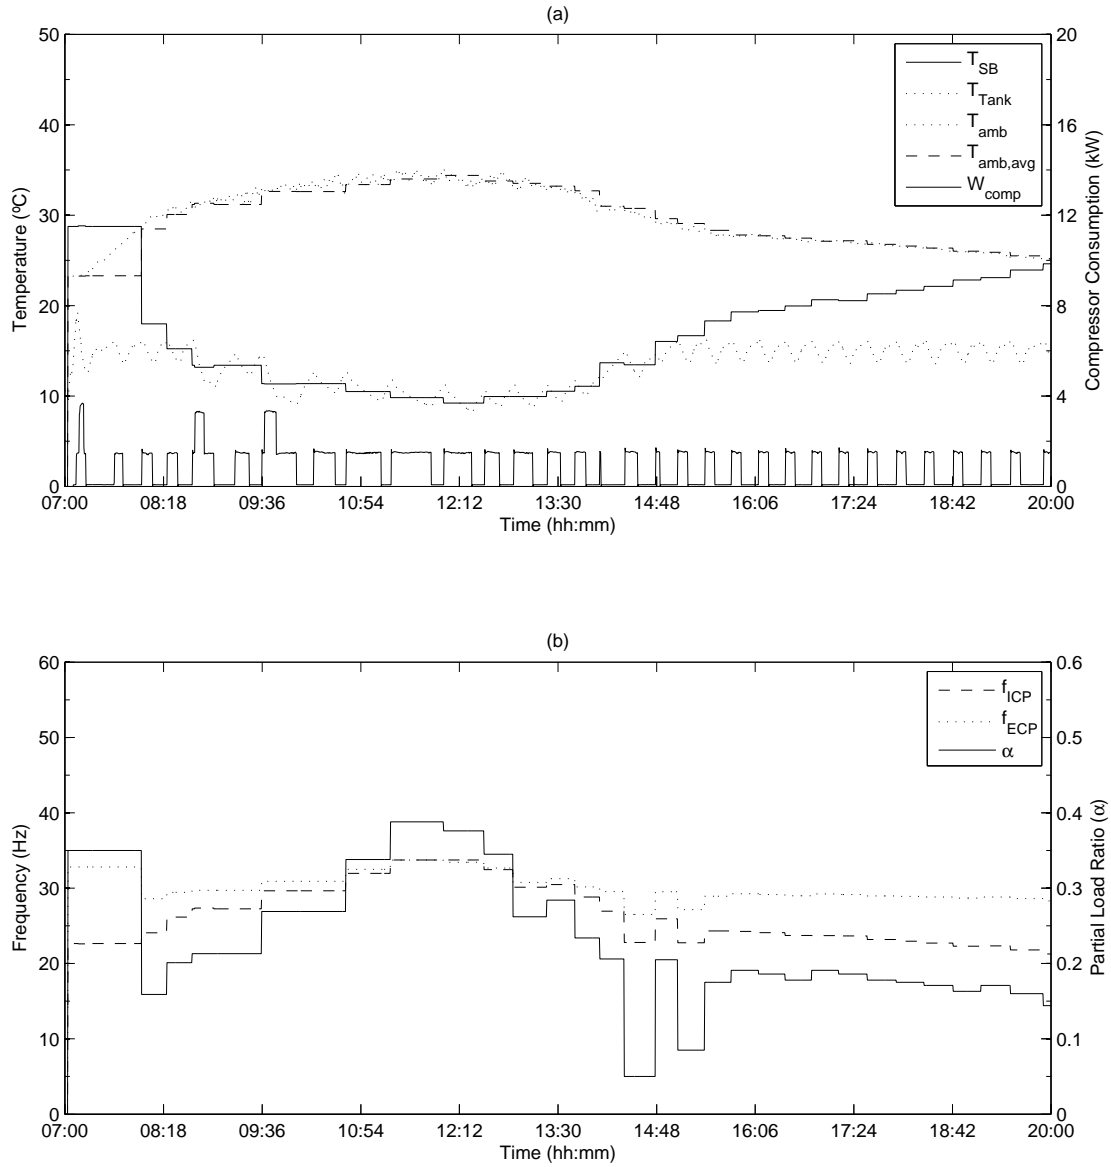 (a)
50
40
30
20
10
0
Temperature (ºC)
20
16
12
8
4
0
Compressor Consumption (kW)
T_SB
T_Tank
T_amb
T_amb,avg
W_comp
07:00 08:18 09:36 10:54 12:12 13:30 14:48 16:06 17:24 18:42 20:00
Time (hh:mm)
(b)
60
50
40
30
20
10
0
Frequency (Hz)
0.6
0.5
0.4
0.3
0.2
0.1
0
Partial Load Ratio (α)
f_ICP
f_ECP
α
07:00 08:18 09:36 10:54 12:12 13:30 14:48 16:06 17:24 18:42 20:00
Time (hh:mm)